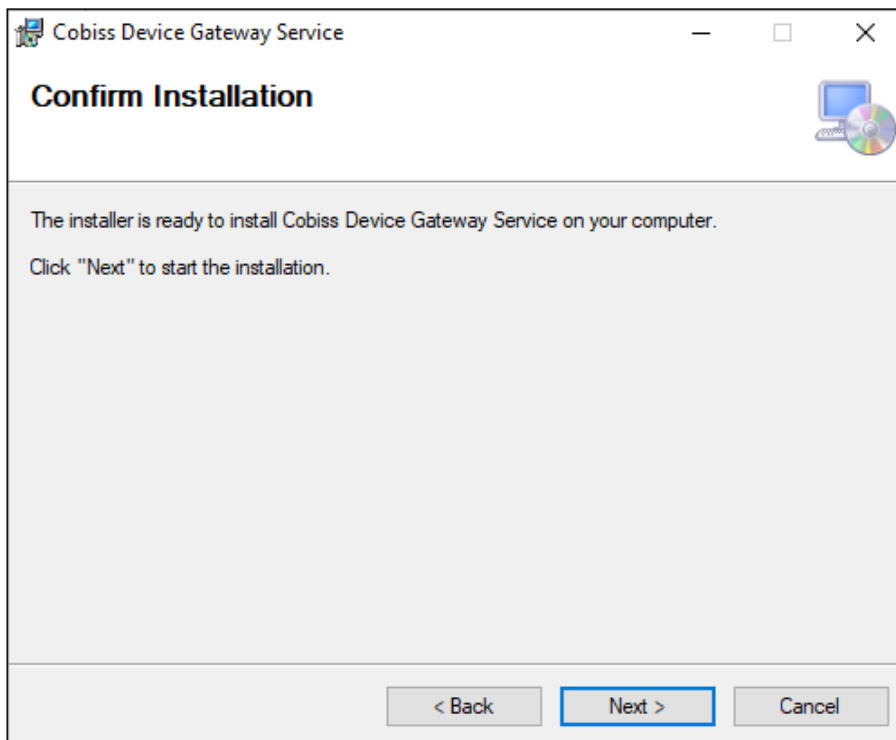 Cobiss Device Gateway Service
Confirm Installation
The installer is ready to install Cobiss Device Gateway Service on your computer.
Click "Next" to start the installation.
< Back
Next >
Cancel